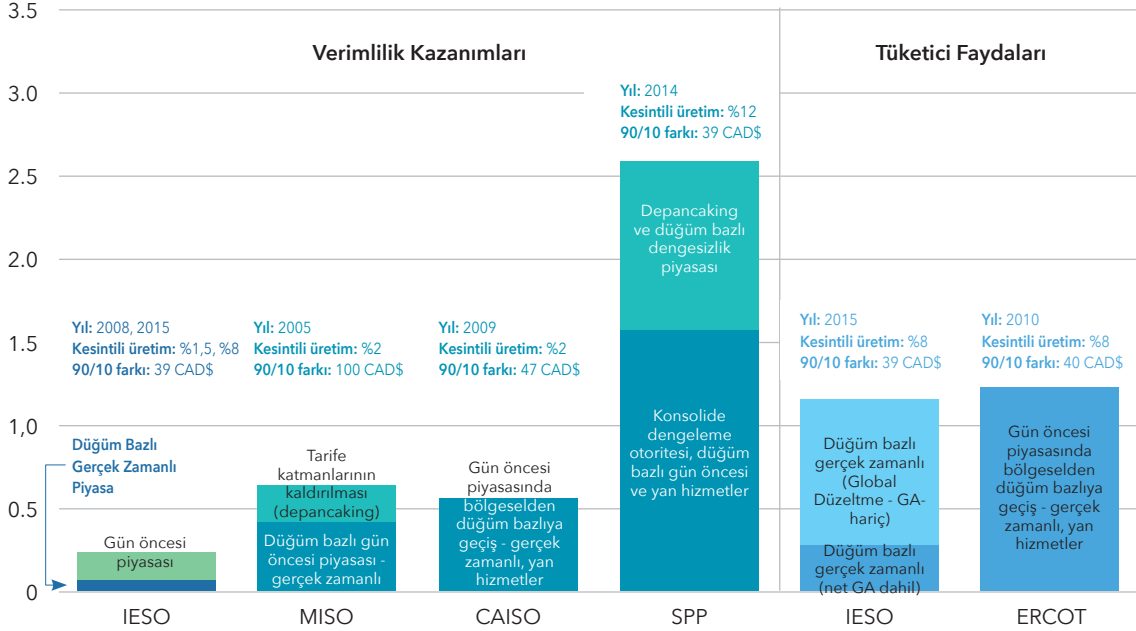 3.5
3.0
2.5
2.0
1.5
1,0
0.5
0
Verimlilik Kazanımları
Tüketici Faydaları
Yıl: 2008, 2015
Kesintili üretim: %1,5, %8
90/10 farkı: 39 CAD$
Düğüm Bazlı
Gerçek Zamanlı
Piyasa
Gün öncesi
piyasası
IESO
Yıl: 2005
Kesintili üretim: %2
90/10 farkı: 100 CAD$
Tarife
katmanlarının
kaldırılması
(depancaking)
Düğüm bazlı gün
öncesi piyasası -
gerçek zamanlı
MISO
Yıl: 2009
Kesintili üretim: %2
90/10 farkı: 47 CAD$
Gün öncesi
piyasasında
bölgeselden
düğüm bazlıya
geçiş - gerçek
zamanlı, yan
hizmetler
CAISO
Yıl: 2014
Kesintili üretim: %12
90/10 farkı: 39 CAD$
Depancaking
ve düğüm bazlı
dengesizlik
piyasası
Konsolide
dengeleme
otoritesi, düğüm
bazlı gün öncesi
ve yan hizmetler
SPP
Yıl: 2015
Kesintili üretim: %8
90/10 farkı: 39 CAD$
Düğüm bazlı
gerçek zamanlı
(Global
Düzeltme - GA-
hariç)
Düğüm bazlı
gerçek zamanlı
(net GA dahil)
IESO
Yıl: 2010
Kesintili üretim: %8
90/10 farkı: 40 CAD$
Gün öncesi
piyasasında
bölgeselden
düğüm bazlıya
geçiş - gerçek
zamanlı, yan
hizmetler
ERCOT